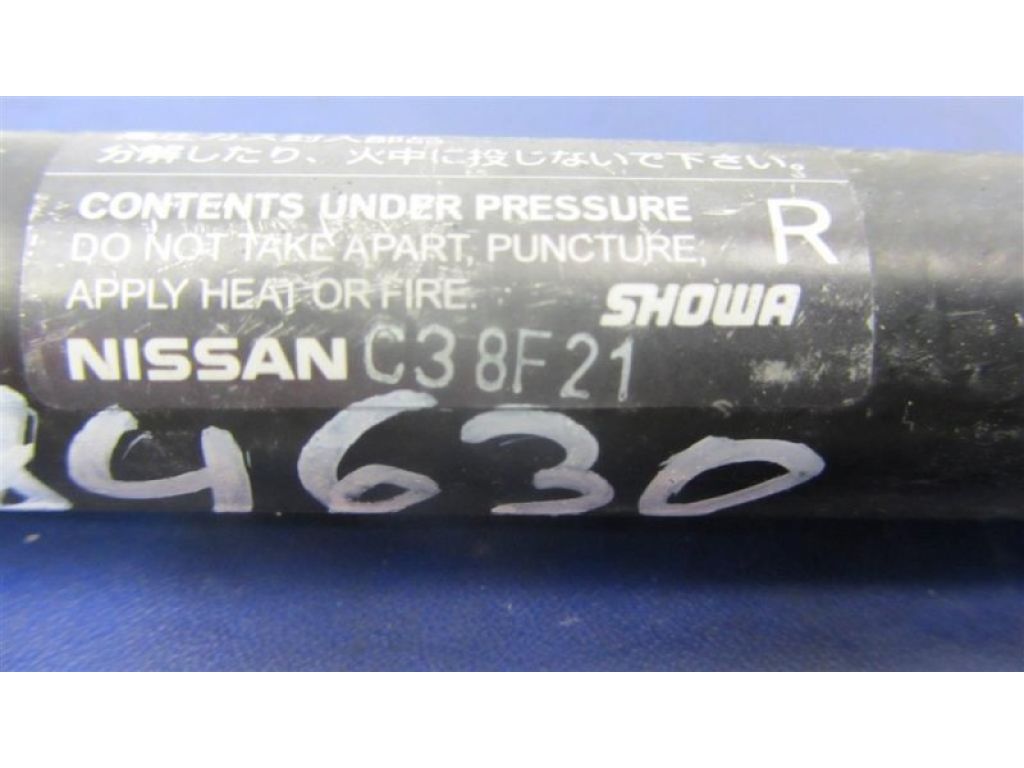 分解したり、火中に投じないで下さい。
CONTENTS UNDER PRESSURE
DO NOT TAKE APART, PUNCTURE, R
APPLY HEAT OR FIRE. SHOWA
NISSAN C38F21
4630